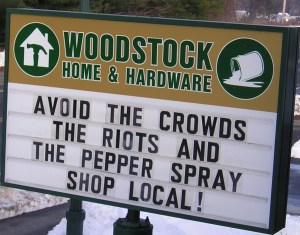 WOODSTOCK
HOME & HARDWARE
AVOID THE CROWDS
THE RIOTS AND
THE PEPPER SPRAY
SHOP LOCAL!